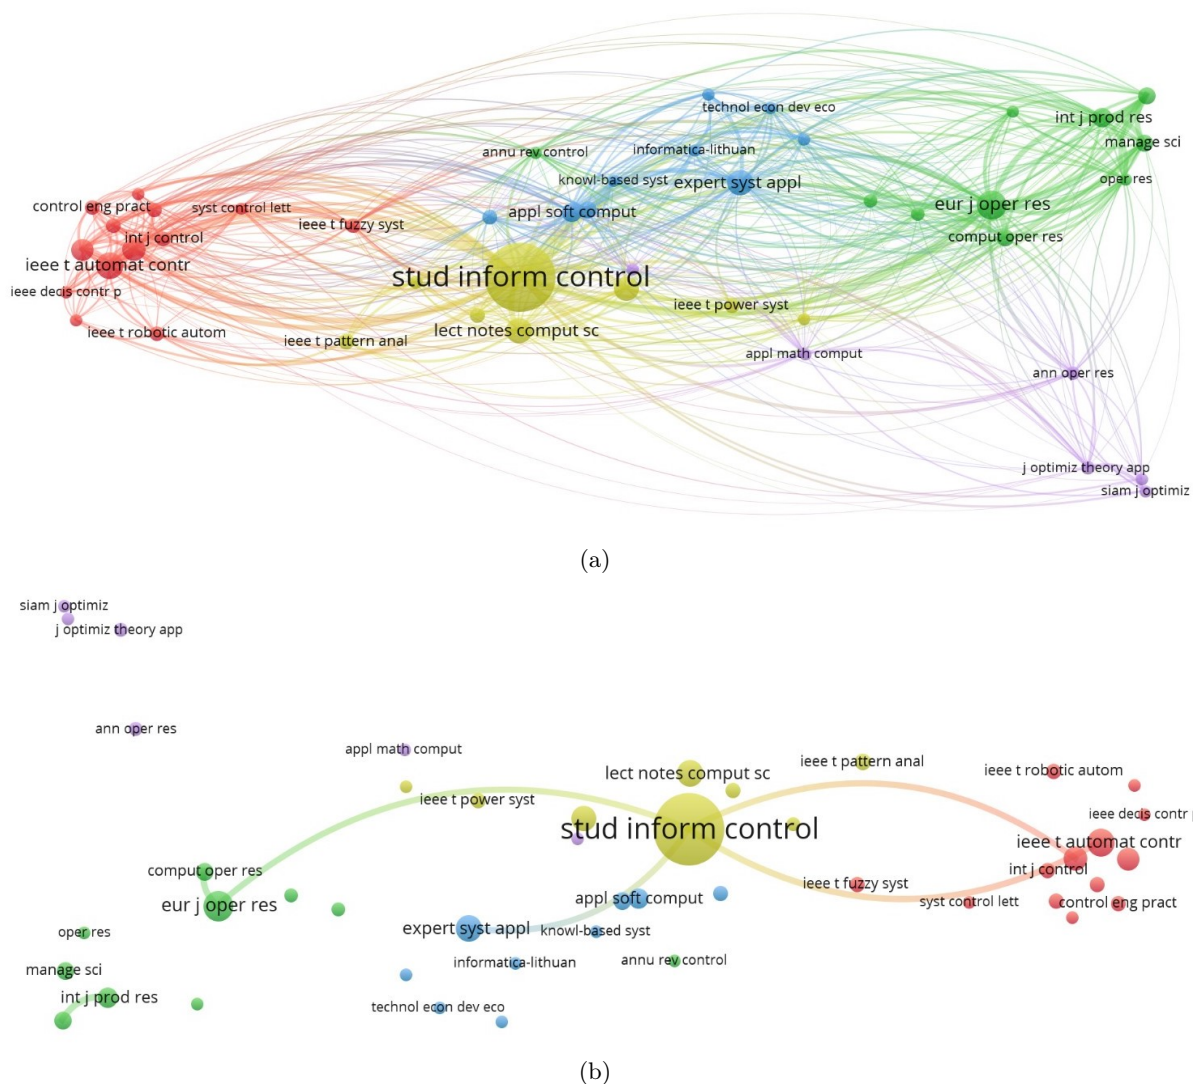 technol econ dev eco
int j prod res
manage sci
annu rev control
informatica-lithuan
knowl-based syst
expert syst appl
oper res
control eng pract
syst control lett
appl soft comput
eur j oper res
ieee t fuzzy syst
int j control
comput oper res
ieee t automat contr
stud inform control
ieee decis contr p
ieee t power syst
ieee t robotic autom
ieee t pattern anal
lect notes comput sc
appl math comput
ann oper res
j optimiz theory app
siam j optimiz
(a)
siam j optimiz
j optimiz theory app
ann oper res
appl math comput
ieee t pattern anal
lect notes comput sc
ieee t robotic autom
ieee t power syst
ieee decis contr p
stud inform control
ieee t automat contr
comput oper res
int j control
ieee t fuzzy syst
eur j oper res
appl soft comput
syst control lett
control eng pract
expert syst appl
knowl-based syst
oper res
informatica-lithuan
annu rev control
manage sci
int j prod res
technol econ dev eco
(b)